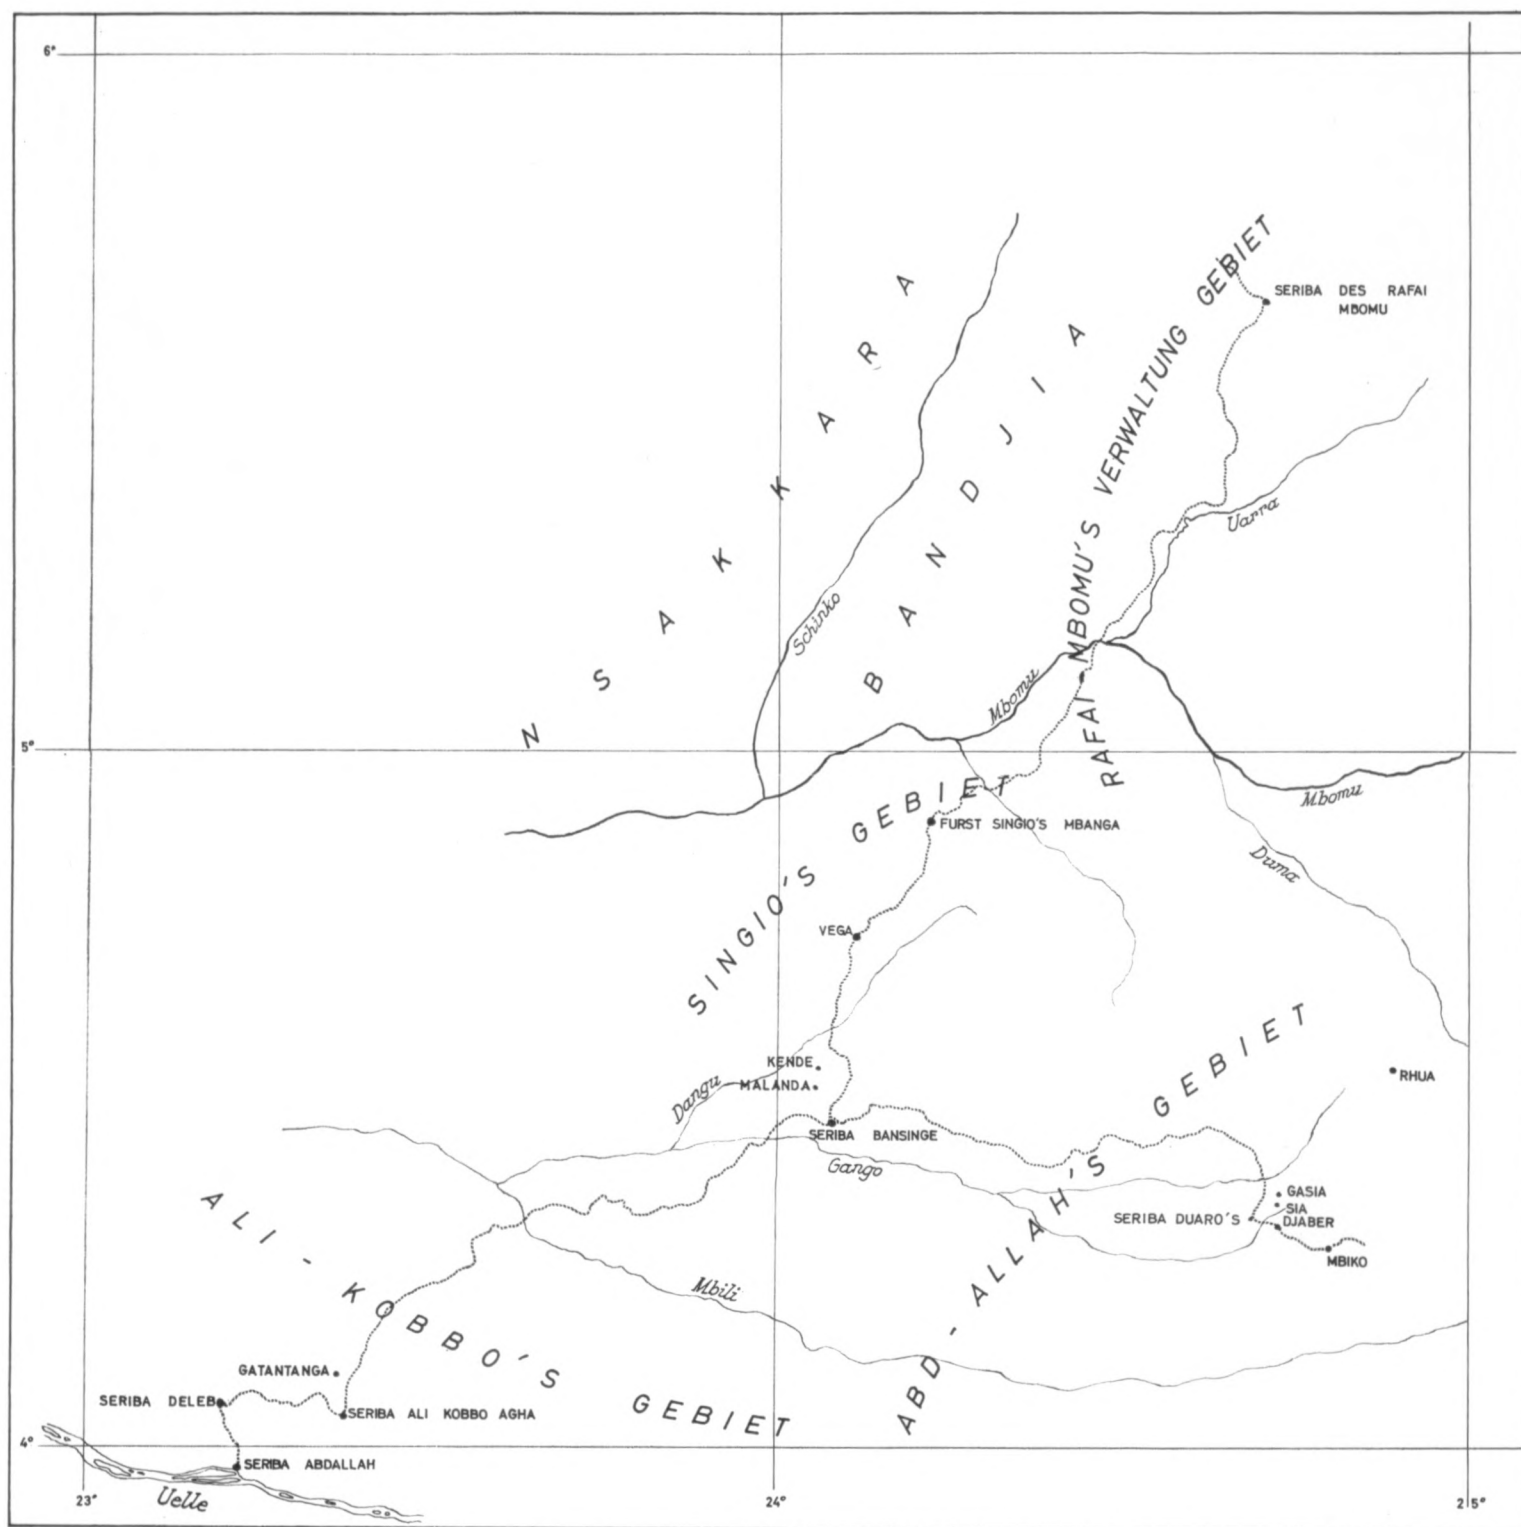 6°
NSAKKARA
BANDJIA
RAFAI MBOMU'S VERWALTUNG GEBIET
SERIBA DES RAFAI
MBOMU
Uarra
Schinko
Mbomu
5°
Mbomu
SINGIO'S GEBIET
FURST SINGIO'S MBANGA
Duma
VEGA
KENDE
MALANDA
Dangu
RHUA
SERIBA BANSINGE
Gango
ABD-ALLAH'S GEBIET
GASIA
SIA
SERIBA DUARO'S
DJABER
MBIKO
ALI-KOBBO'S GEBIET
Mbili
GATANTANGA
SERIBA DELEB
SERIBA ALI KOBBO AGHA
4°
SERIBA ABDALLAH
Uelle
23°
24°
25°